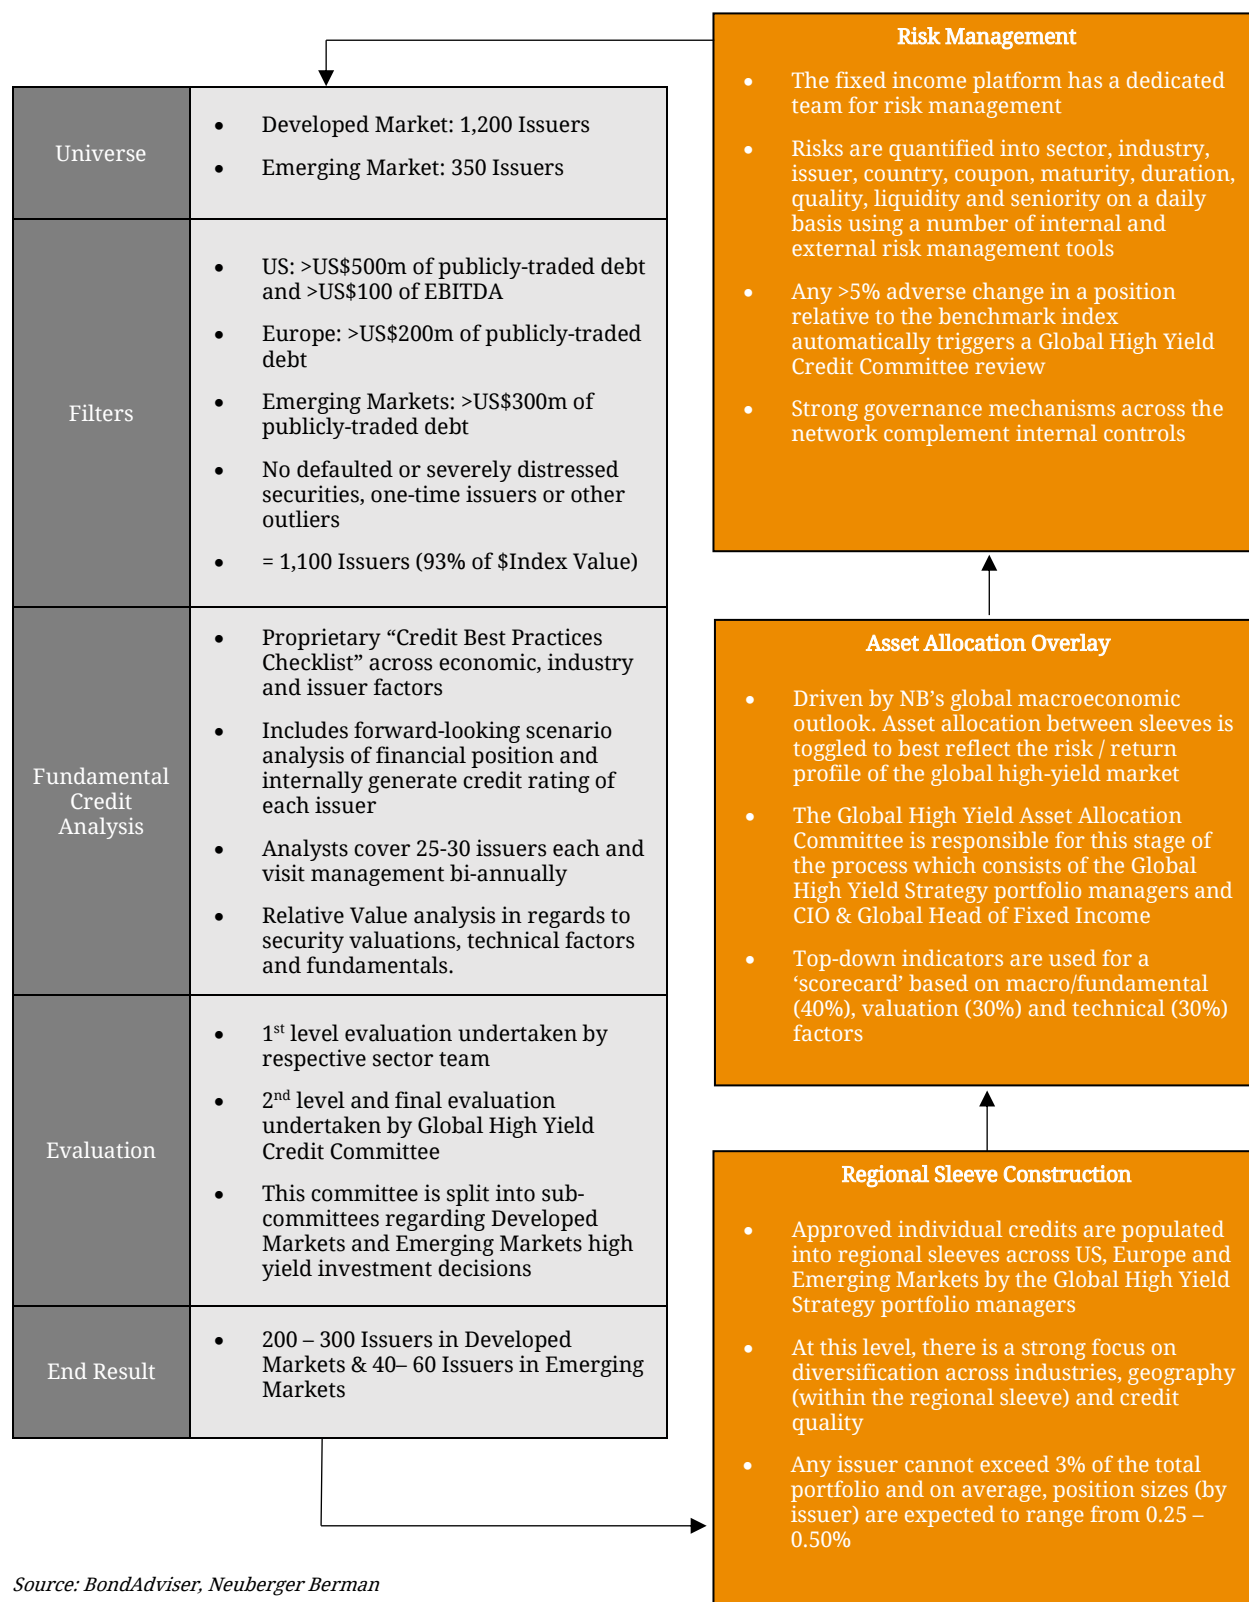 Universe
• Developed Market: 1,200 Issuers
• Emerging Market: 350 Issuers
Filters
• US: >US$500m of publicly-traded debt
and >US$100 of EBITDA
• Europe: >US$200m of publicly-traded
debt
• Emerging Markets: >US$300m of
publicly-traded debt
• No defaulted or severely distressed
securities, one-time issuers or other
outliers
• = 1,100 Issuers (93% of $Index Value)
Fundamental
Credit
Analysis
• Proprietary “Credit Best Practices
Checklist” across economic, industry
and issuer factors
• Includes forward-looking scenario
analysis of financial position and
internally generate credit rating of
each issuer
• Analysts cover 25-30 issuers each and
visit management bi-annually
• Relative Value analysis in regards to
security valuations, technical factors
and fundamentals.
Evaluation
• 1st level evaluation undertaken by
respective sector team
• 2nd level and final evaluation
undertaken by Global High Yield
Credit Committee
• This committee is split into sub-
committees regarding Developed
Markets and Emerging Markets high
yield investment decisions
End Result
• 200 – 300 Issuers in Developed
Markets & 40– 60 Issuers in Emerging
Markets
Risk Management
• The fixed income platform has a dedicated
team for risk management
• Risks are quantified into sector, industry,
issuer, country, coupon, maturity, duration,
quality, liquidity and seniority on a daily
basis using a number of internal and
external risk management tools
• Any >5% adverse change in a position
relative to the benchmark index
automatically triggers a Global High Yield
Credit Committee review
• Strong governance mechanisms across the
network complement internal controls
Asset Allocation Overlay
• Driven by NB’s global macroeconomic
outlook. Asset allocation between sleeves is
toggled to best reflect the risk / return
profile of the global high-yield market
• The Global High Yield Asset Allocation
Committee is responsible for this stage of
the process which consists of the Global
High Yield Strategy portfolio managers and
CIO & Global Head of Fixed Income
• Top-down indicators are used for a
‘scorecard’ based on macro/fundamental
(40%), valuation (30%) and technical (30%)
factors
Regional Sleeve Construction
• Approved individual credits are populated
into regional sleeves across US, Europe and
Emerging Markets by the Global High Yield
Strategy portfolio managers
• At this level, there is a strong focus on
diversification across industries, geography
(within the regional sleeve) and credit
quality
• Any issuer cannot exceed 3% of the total
portfolio and on average, position sizes (by
issuer) are expected to range from 0.25 –
0.50%
Source: BondAdviser, Neuberger Berman